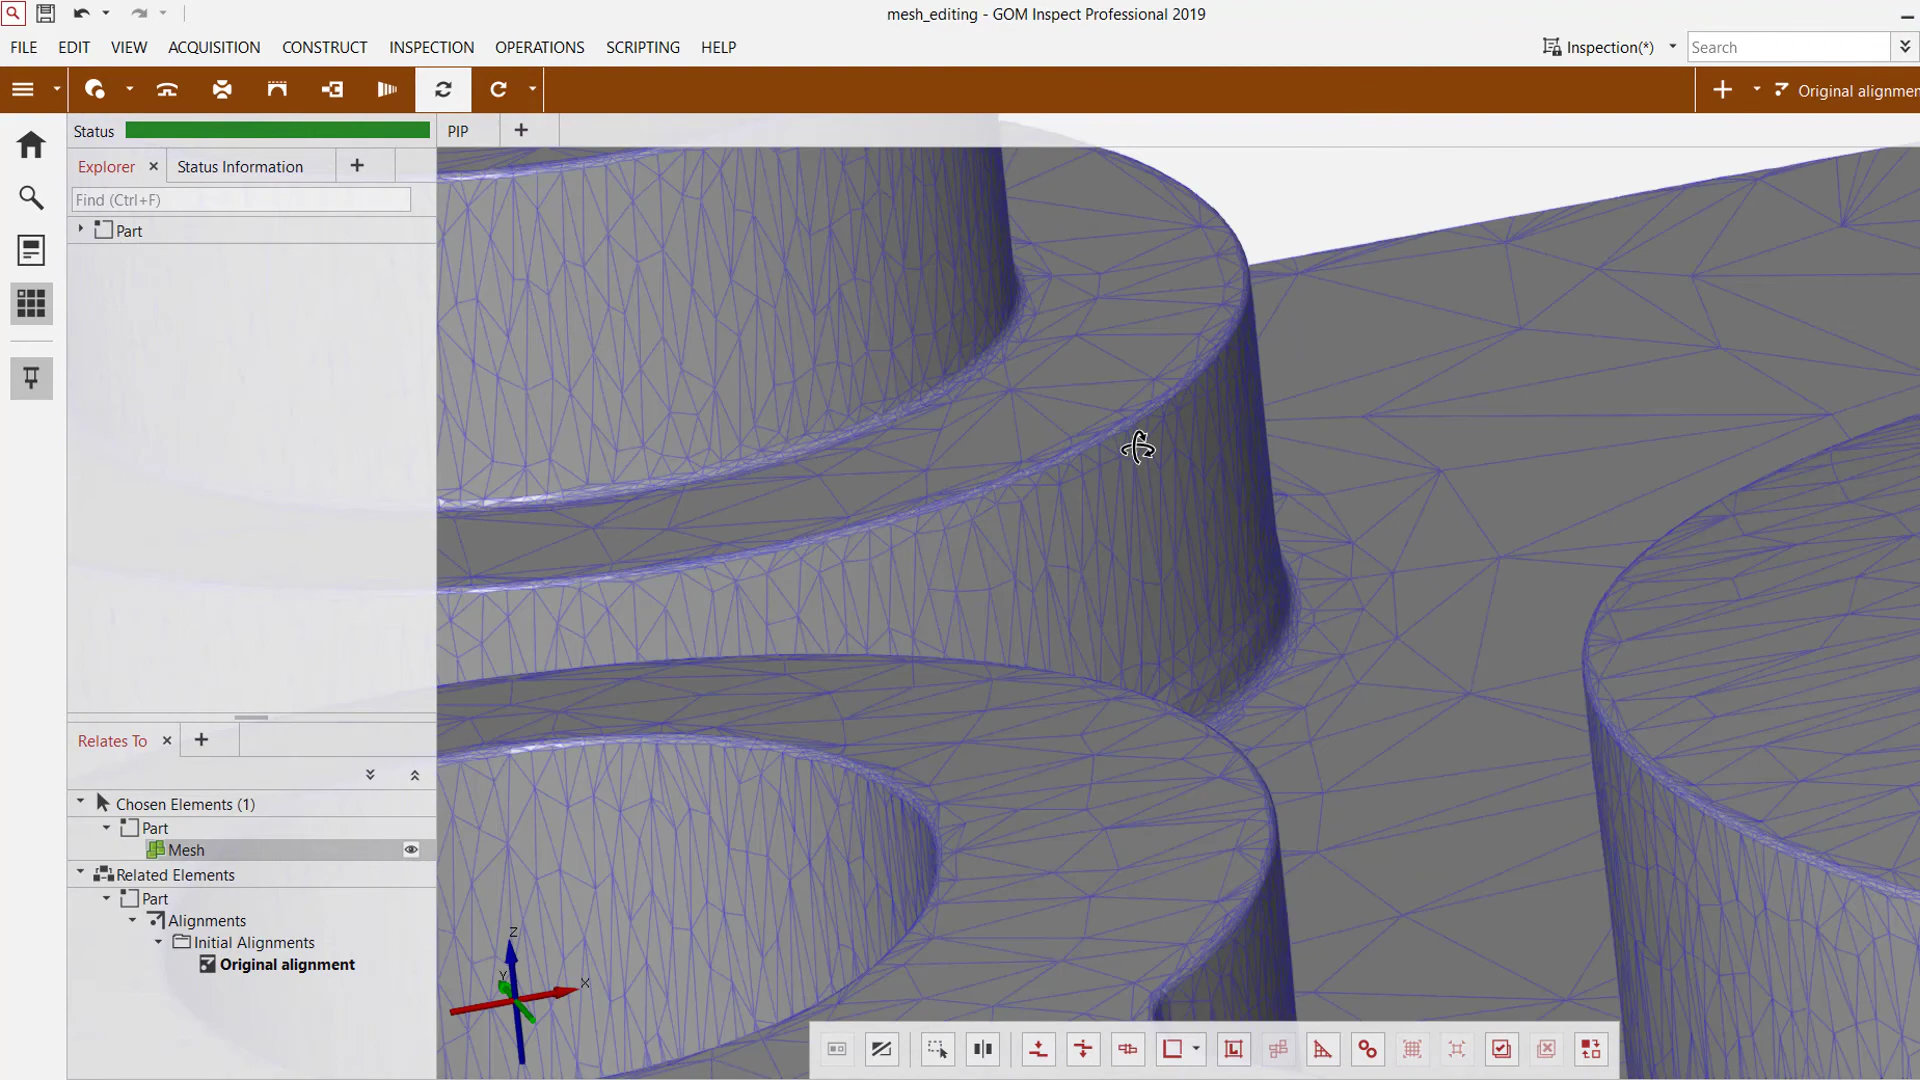 mesh_editing - GOM Inspect Professional 2019
FILE EDIT VIEW ACQUISITION CONSTRUCT INSPECTION OPERATIONS SCRIPTING HELP
Inspection(*)
Search
Original alignmen
Status
PIP
Explorer
Status Information
Find (Ctrl+F)
Part
Relates To
Chosen Elements (1)
Part
Mesh
Related Elements
Part
Alignments
Initial Alignments
Original alignment
Z
Y
X